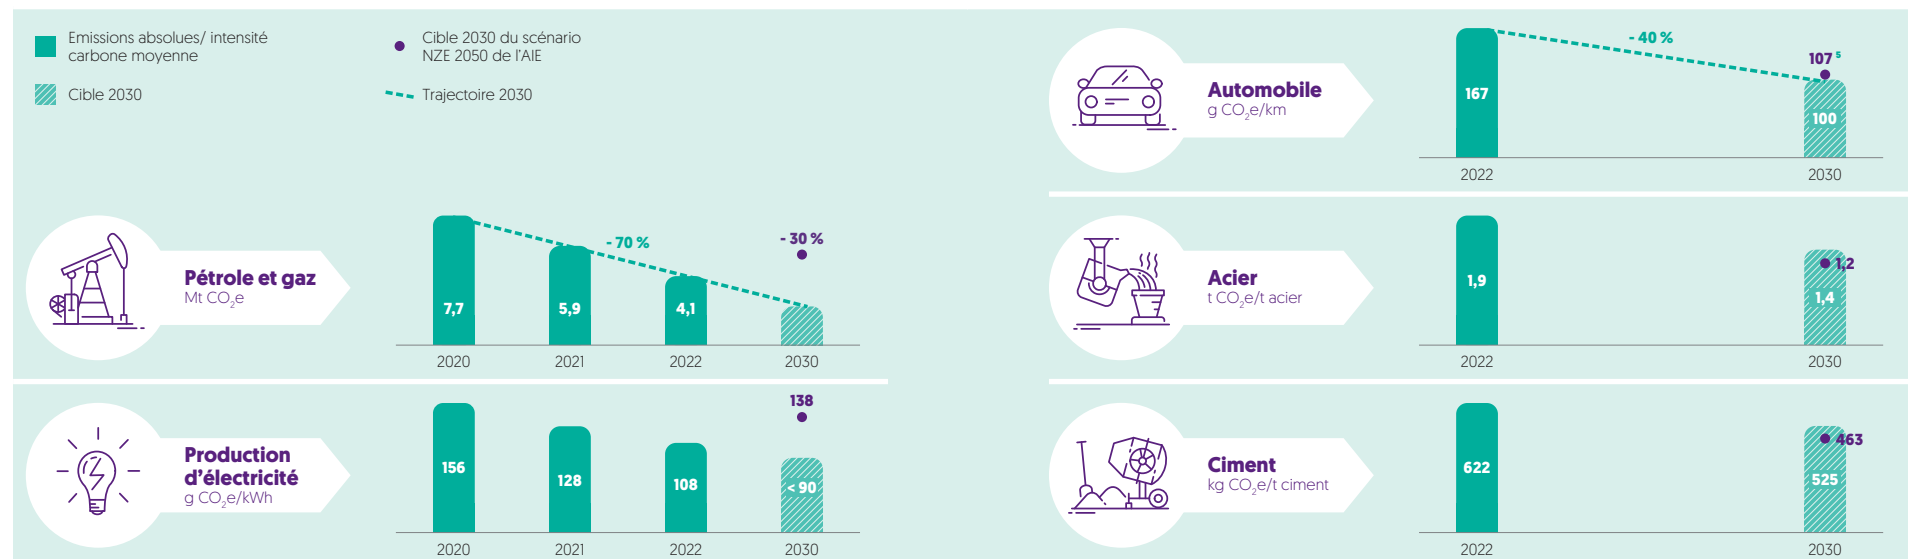 Emissions absolues/ intensité
carbone moyenne
Cible 2030 du scénario
NZE 2050 de l'AIE
Cible 2030
Trajectoire 2030
Pétrole et gaz
Mt CO₂e
- 70 %
- 30 %
7,7
5,9
4,1
2020
2021
2022
2030
Production
d'électricité
g CO₂e/kWh
138
156
128
108
< 90
2020
2021
2022
2030
Automobile
g CO₂e/km
- 40 %
107 ⁵
167
100
2022
2030
Acier
t CO₂e/t acier
1,9
1,2
1,4
2022
2030
Ciment
kg CO₂e/t ciment
622
463
525
2022
2030